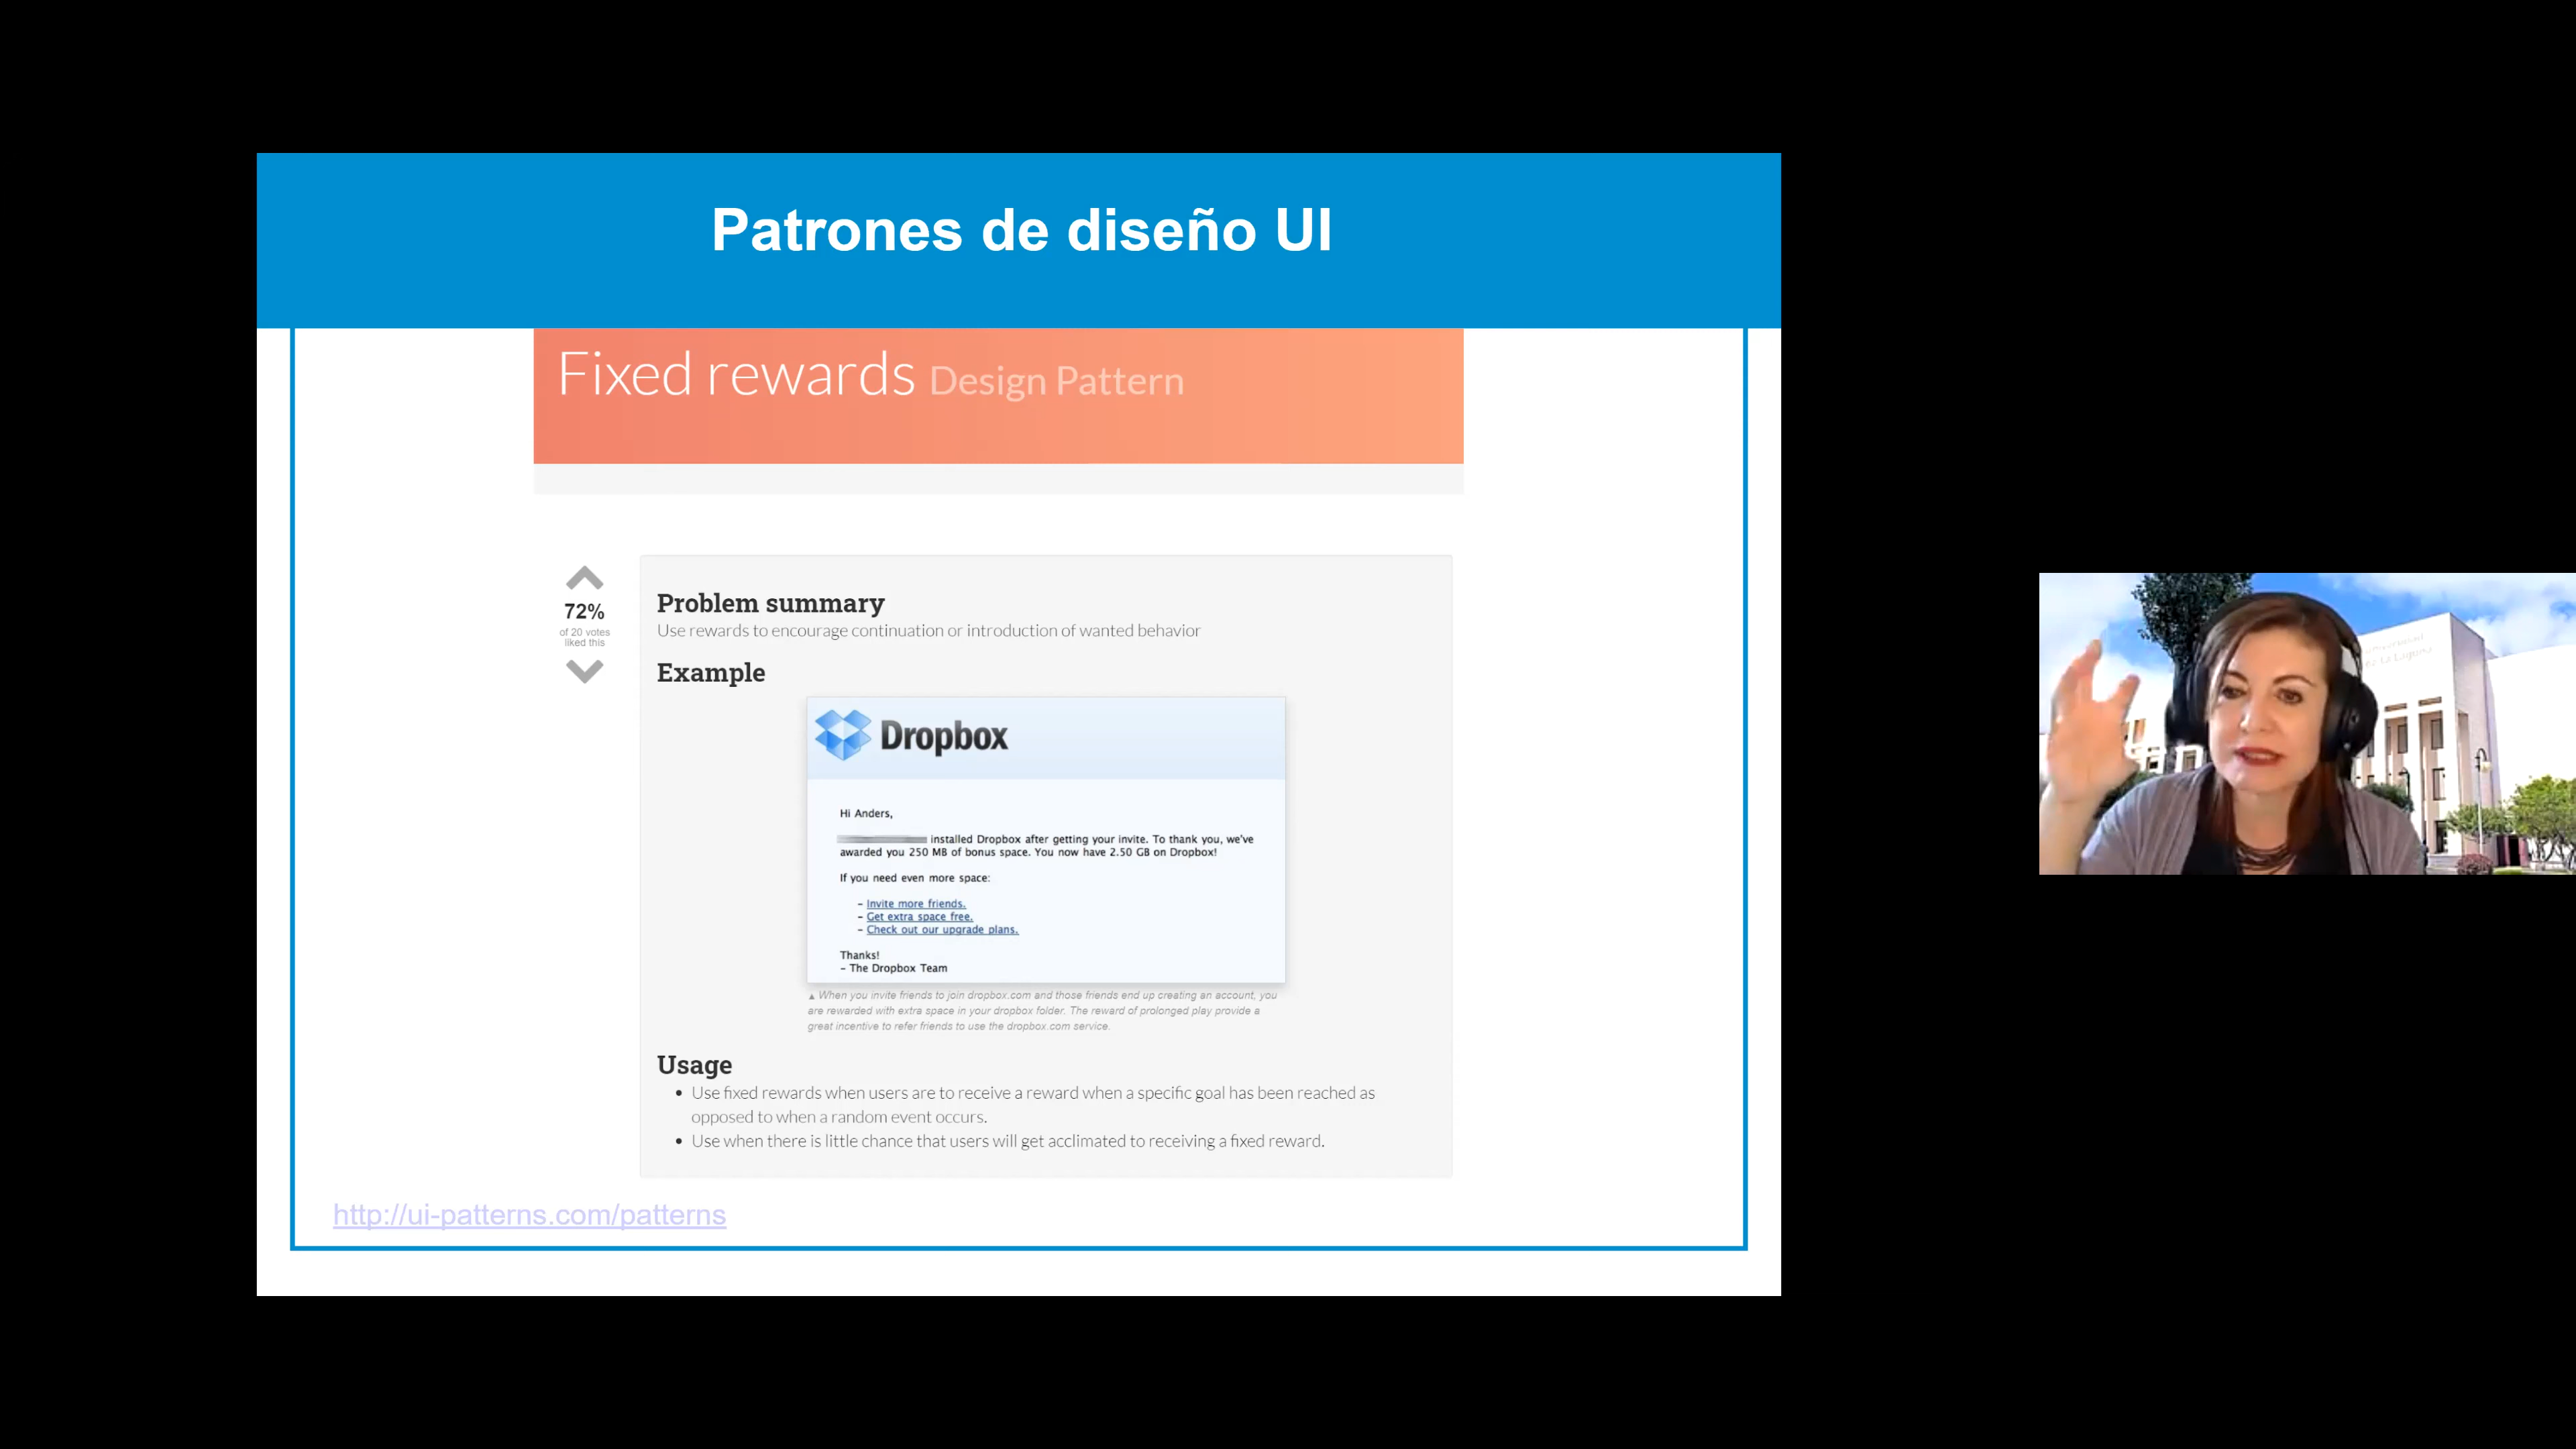 Patrones de diseño UI
Fixed rewards Design Pattern
72%
of 20 votes
liked this
Problem summary
Use rewards to encourage continuation or introduction of wanted behavior
Example
Dropbox
Hi Anders,
installed Dropbox after getting your invite. To thank you, we've
awarded you 250 MB of bonus space. You now have 2.50 GB on Dropbox!
If you need even more space:
- Invite more friends.
- Get extra space free.
- Check out our upgrade plans.
Thanks!
- The Dropbox Team
▲ When you invite friends to join dropbox.com and those friends end up creating an account, you
are rewarded with extra space in your dropbox folder. The reward of prolonged play provide a
great incentive to refer friends to use the dropbox.com service.
Usage
• Use fixed rewards when users are to receive a reward when a specific goal has been reached as
opposed to when a random event occurs.
• Use when there is little chance that users will get acclimated to receiving a fixed reward.
http://ui-patterns.com/patterns
de La Laguna